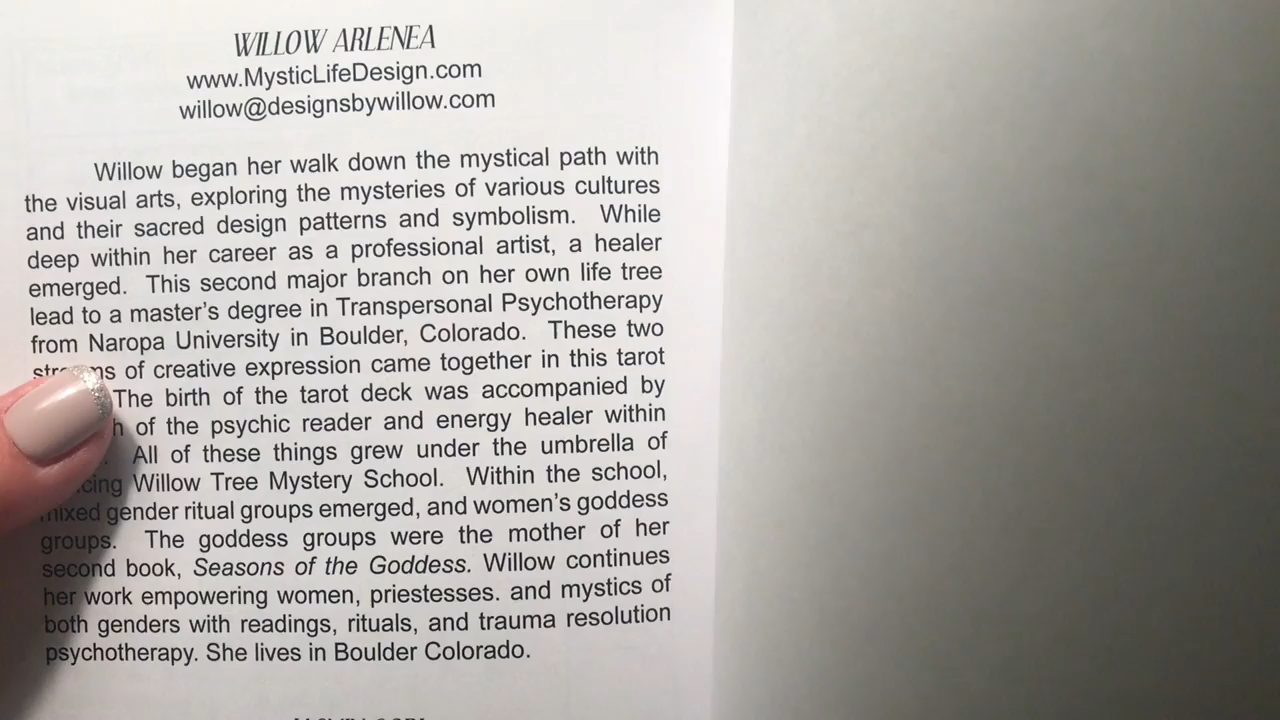 WILLOW ARLENEA
www.MysticLifeDesign.com
willow@designsbywillow.com
Willow began her walk down the mystical path with
the visual arts, exploring the mysteries of various cultures
and their sacred design patterns and symbolism. While
deep within her career as a professional artist, a healer
emerged. This second major branch on her own life tree
lead to a master's degree in Transpersonal Psychotherapy
from Naropa University in Boulder, Colorado. These two
of creative expression came together in this tarot
The birth of the tarot deck was accompanied by
of the psychic reader and energy healer within
All of these things grew under the umbrella of
Willow Tree Mystery School. Within the school,
mixed gender ritual groups emerged, and women's goddess
groups. The goddess groups were the mother of her
second book, Seasons of the Goddess. Willow continues
her work empowering women, priestesses. and mystics of
both genders with readings, rituals, and trauma resolution
psychotherapy. She lives in Boulder Colorado.